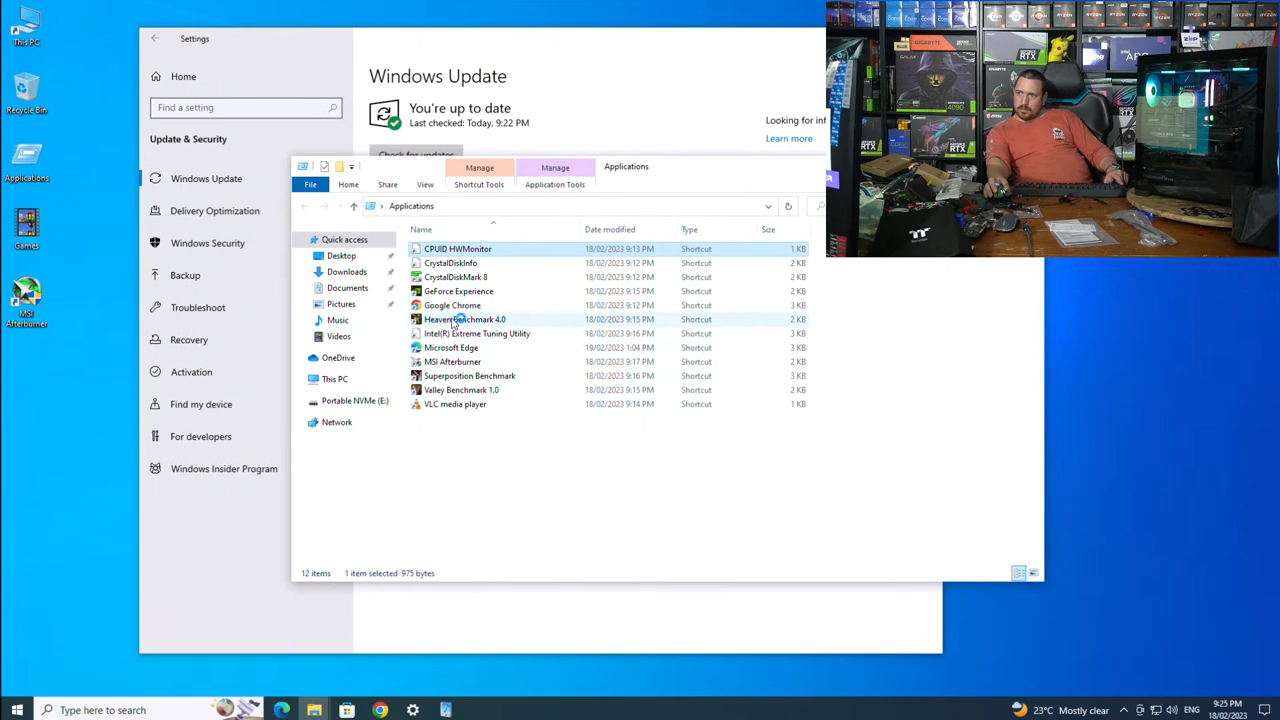 This PC
Recycle Bin
Applications
Games
MSI Afterburner
Settings
Home
Find a setting
Update & Security
Windows Update
Delivery Optimization
Windows Security
Backup
Troubleshoot
Recovery
Activation
Find my device
For developers
Windows Insider Program
Windows Update
You're up to date
Last checked: Today, 9:22 PM
Check for updates
Looking for inf
Learn more
Manage Manage Applications
File Home Share View Shortcut Tools Application Tools
Applications
Name Date modified Type Size
Quick access
Desktop
Downloads
Documents
Pictures
Music
Videos
OneDrive
This PC
Portable NVMe (E:)
Network
CPUID HWMonitor 18/02/2023 9:13 PM Shortcut 1 KB
CrystalDiskInfo 18/02/2023 9:12 PM Shortcut 2 KB
CrystalDiskMark 8 18/02/2023 9:12 PM Shortcut 2 KB
GeForce Experience 18/02/2023 9:15 PM Shortcut 2 KB
Google Chrome 18/02/2023 9:12 PM Shortcut 3 KB
Heaven Benchmark 4.0 18/02/2023 9:15 PM Shortcut 2 KB
Intel(R) Extreme Tuning Utility 18/02/2023 9:16 PM Shortcut 3 KB
Microsoft Edge 19/02/2023 1:04 PM Shortcut 3 KB
MSI Afterburner 18/02/2023 9:17 PM Shortcut 2 KB
Superposition Benchmark 18/02/2023 9:16 PM Shortcut 3 KB
Valley Benchmark 1.0 18/02/2023 9:15 PM Shortcut 2 KB
VLC media player 18/02/2023 9:14 PM Shortcut 1 KB
12 items 1 item selected 975 bytes
GIGABYTE
GALAX
4090
RTX
RTX
RTX
RTX
ARC
Type here to search
23°C Mostly clear
ENG
9:25 PM
18/02/2023